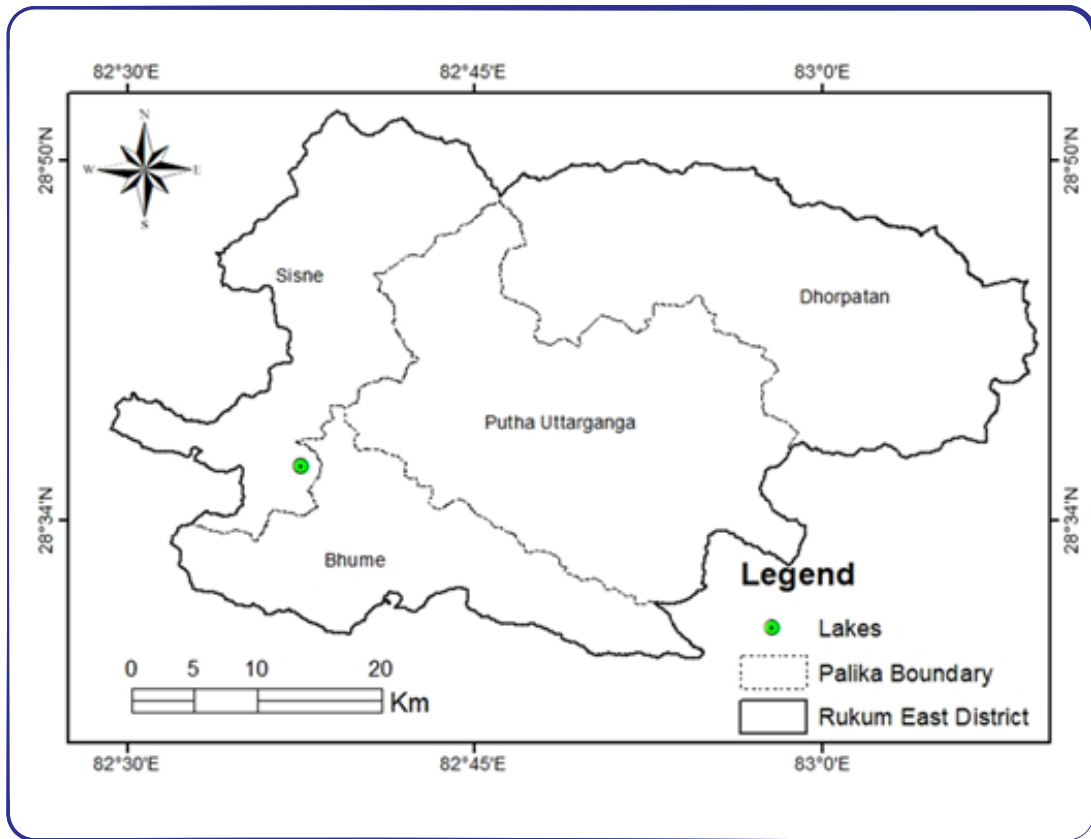 82°30'E 82°45'E 83°0'E
N
W E
S
28°50'N 28°50'N
Sisne
Dhorpatan
Putha Uttarganga
28°34'N 28°34'N
Bhume
Legend
Lakes
Palika Boundary
Rukum East District
0 5 10 20
Km
82°30'E 82°45'E 83°0'E